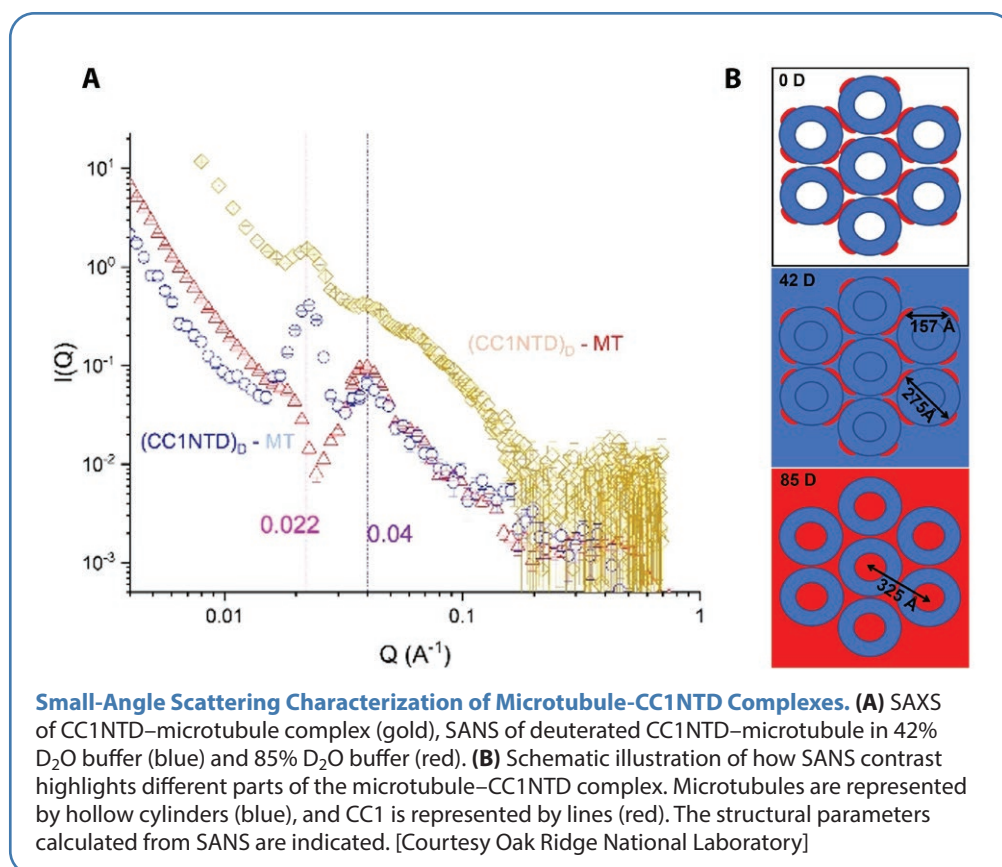 A
B
10¹
10⁰
10⁻¹
10⁻²
10⁻³
I(Q)
(CC1NTD)D - MT
(CC1NTD)D - MT
0.022
0.04
0.01
0.1
1
Q (A⁻¹)
0 D
42 D
157 A
275Å
85 D
325 Å
Small-Angle Scattering Characterization of Microtubule-CC1NTD Complexes. (A) SAXS
of CC1NTD–microtubule complex (gold), SANS of deuterated CC1NTD–microtubule in 42%
D₂O buffer (blue) and 85% D₂O buffer (red). (B) Schematic illustration of how SANS contrast
highlights different parts of the microtubule–CC1NTD complex. Microtubules are represented
by hollow cylinders (blue), and CC1 is represented by lines (red). The structural parameters
calculated from SANS are indicated. [Courtesy Oak Ridge National Laboratory]